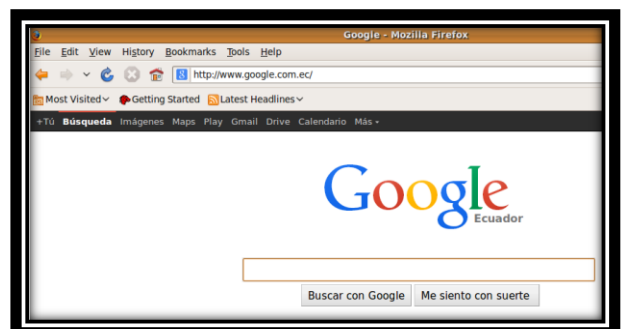 Google - Mozilla Firefox
File Edit View History Bookmarks Tools Help
http://www.google.com.ec/
Most Visited Getting Started Latest Headlines
+Tú Búsqueda Imágenes Maps Play Gmail Drive Calendario Más
Google
Ecuador
Buscar con Google Me siento con suerte